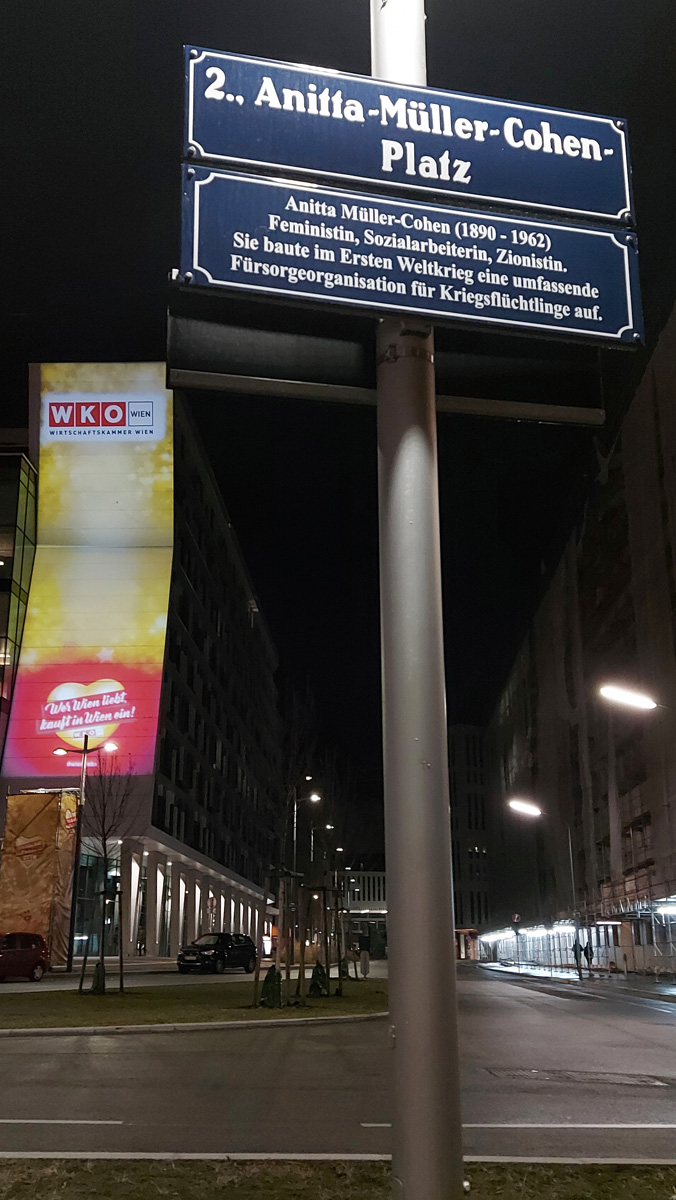 2., Anitta-Müller-Cohen-
Platz
Anitta Müller-Cohen (1890 - 1962)
Feministin, Sozialarbeiterin, Zionistin.
Sie baute im Ersten Weltkrieg eine umfassende
Fürsorgeorganisation für Kriegsflüchtlinge auf.
WKO WIEN
WIRTSCHAFTSKAMMER WIEN
Wer Wien liebt,
kauft in Wien ein!
WKO